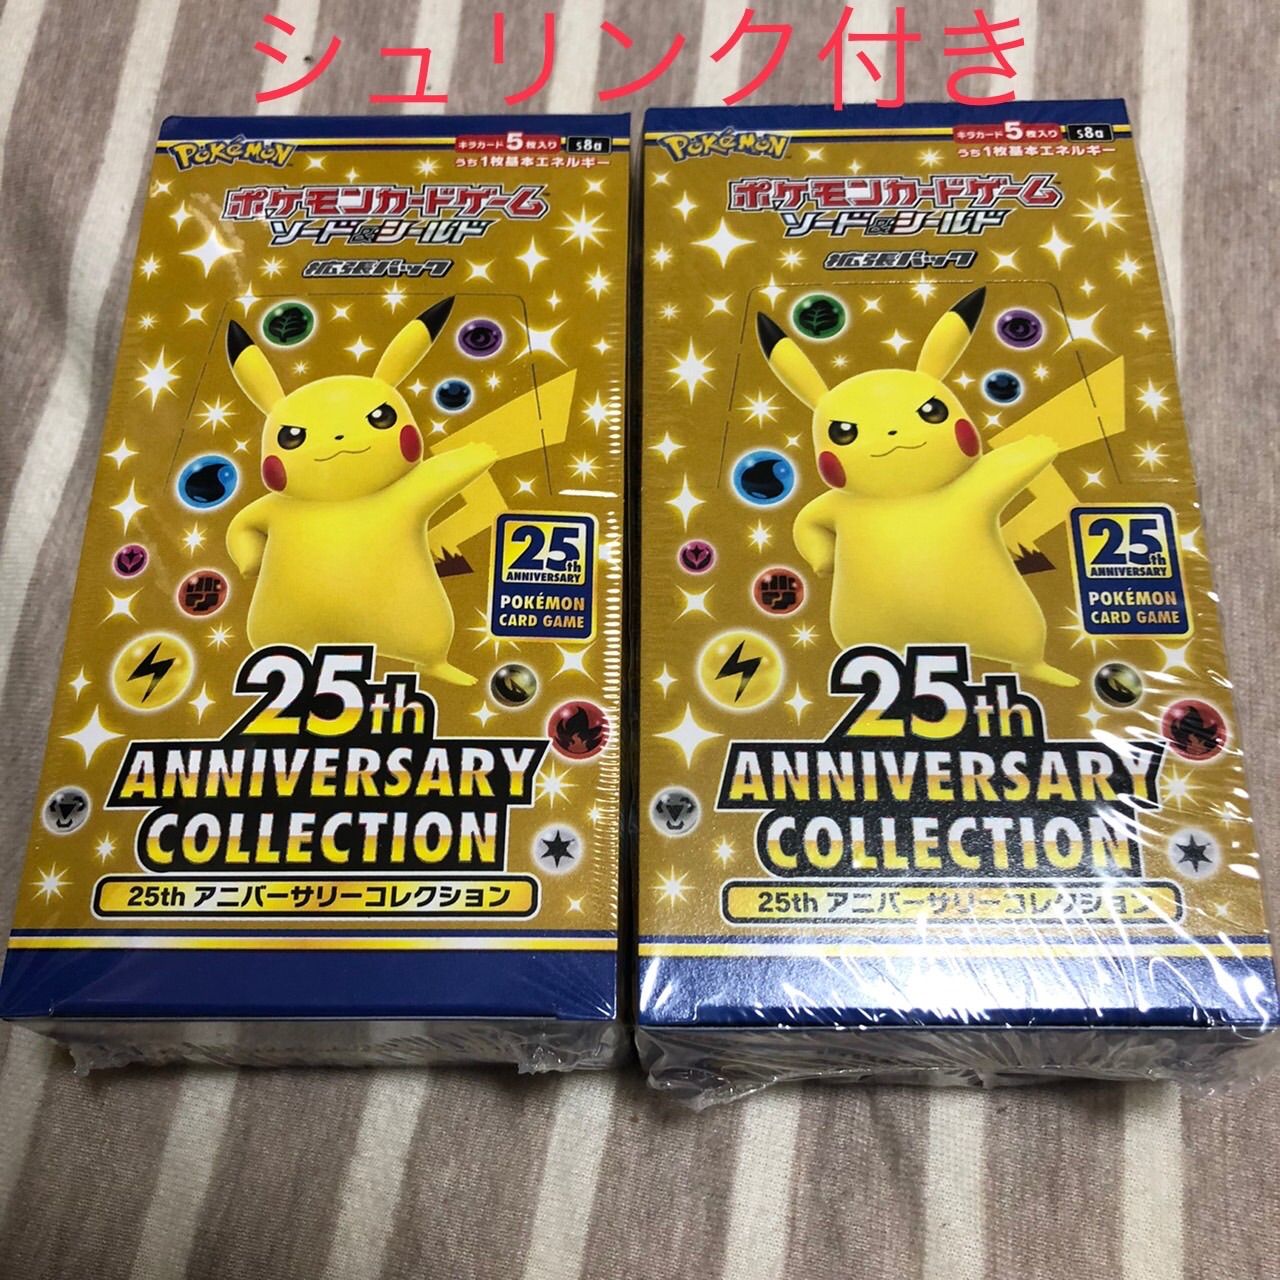 シュリンク付き
POKéMON
キラカード5枚入り
s8a
うち1枚基本エネルギー
ポケモンカードゲーム
ソード&シールド
拡張パック
25th
ANNIVERSARY
POKÉMON
CARD GAME
25th
ANNIVERSARY
COLLECTION
25th アニバーサリーコレクション
POKéMON
キラカード5枚入り
s8a
うち1枚基本エネルギー
ポケモンカードゲーム
ソード&シールド
拡張パック
25th
ANNIVERSARY
POKÉMON
CARD GAME
25th
ANNIVERSARY
COLLECTION
25th アニバーサリーコレクション